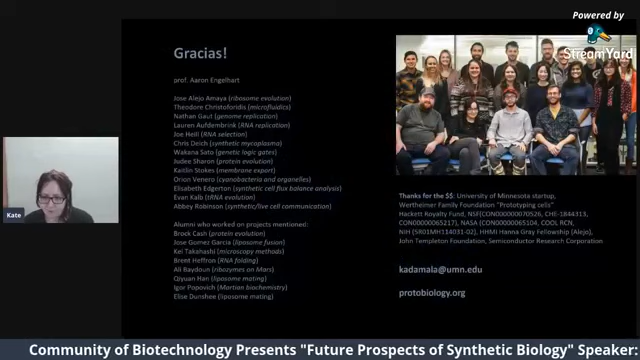 Powered by
StreamYard
Gracias!
prof. Aaron Engelhart
Jose Alejo Amaya (ribosome evolution)
Theodore Christoforidis (microfluidics)
Nathan Gaut (genome replication)
Lauren Aufdembrink (RNA replication)
Joe Heili (RNA selection)
Chris Deich (synthetic mycoplasma)
Wakana Sato (genetic logic gates)
Judee Sharon (protein evolution)
Kaitlin Stokes (membrane export)
Orion Venero (cyanobacteria and organelles)
Elisabeth Edgerton (synthetic cell flux balance analysis)
Evan Kalb (tRNA evolution)
Abbey Robinson (synthetic/live cell communication)
Alumni who worked on projects mentioned:
Brock Cash (protein evolution)
Jose Gomez Garcia (liposome fusion)
Kei Takahashi (microscopy methods)
Brent Heffron (RNA folding)
Ali Baydoun (ribozymes on Mars)
Qiyuan Han (liposome mating)
Igor Popovich (Martian biochemistry)
Elise Dunshee (liposome mating)
Thanks for the $$: University of Minnesota startup,
Wertheimer Family Foundation "Prototyping cells"
Hackett Royalty Fund, NSF(CON000000070526, CHE-1844313,
CON000000065217), NASA (CON000000065104, COOL RCN,
NIH (5R01MH114031-02), HHMI Hanna Gray Fellowship (Alejo),
John Templeton Foundation, Semiconductor Research Corporation
kadamala@umn.edu
protobiology.org
Kate
Community of Biotechnology Presents "Future Prospects of Synthetic Biology" Speaker: